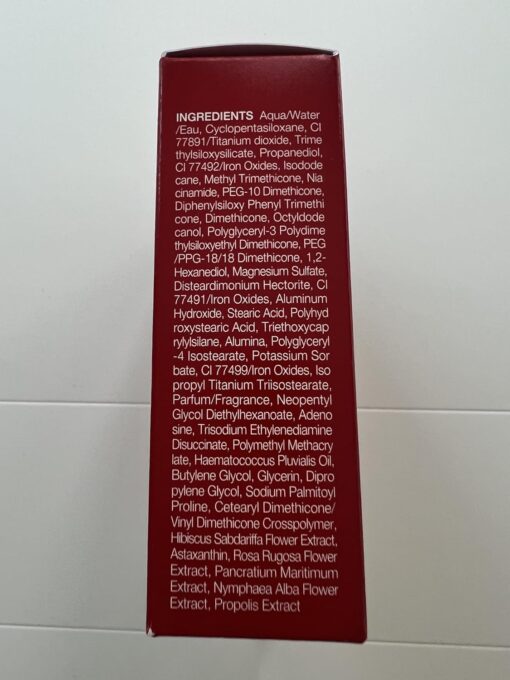 INGREDIENTS Aqua/Water
/Eau, Cyclopentasiloxane, CI
77891/Titanium dioxide, Trime
thylsiloxysilicate, Propanediol,
CI 77492/Iron Oxides, Isodode
cane, Methyl Trimethicone, Nia
cinamide, PEG-10 Dimethicone,
Diphenylsiloxy Phenyl Trimethi
cone, Dimethicone, Octyldode
canol, Polyglyceryl-3 Polydime
thylsiloxyethyl Dimethicone, PEG
/PPG-18/18 Dimethicone, 1,2-
Hexanediol, Magnesium Sulfate,
Disteardimonium Hectorite, CI
77491/Iron Oxides, Aluminum
Hydroxide, Stearic Acid, Polyhyd
roxystearic Acid, Triethoxycap
rylylsilane, Alumina, Polyglyceryl
-4 Isostearate, Potassium Sor
bate, CI 77499/Iron Oxides, Iso
propyl Titanium Triisostearate,
Parfum/Fragrance, Neopentyl
Glycol Diethylhexanoate, Adeno
sine, Trisodium Ethylenediamine
Disuccinate, Polymethyl Methacry
late, Haematococcus Pluvialis Oil,
Butylene Glycol, Glycerin, Dipro
pylene Glycol, Sodium Palmitoyl
Proline, Cetearyl Dimethicone/
Vinyl Dimethicone Crosspolymer,
Hibiscus Sabdariffa Flower Extract,
Astaxanthin, Rosa Rugosa Flower
Extract, Pancratium Maritimum
Extract, Nymphaea Alba Flower
Extract, Propolis Extract